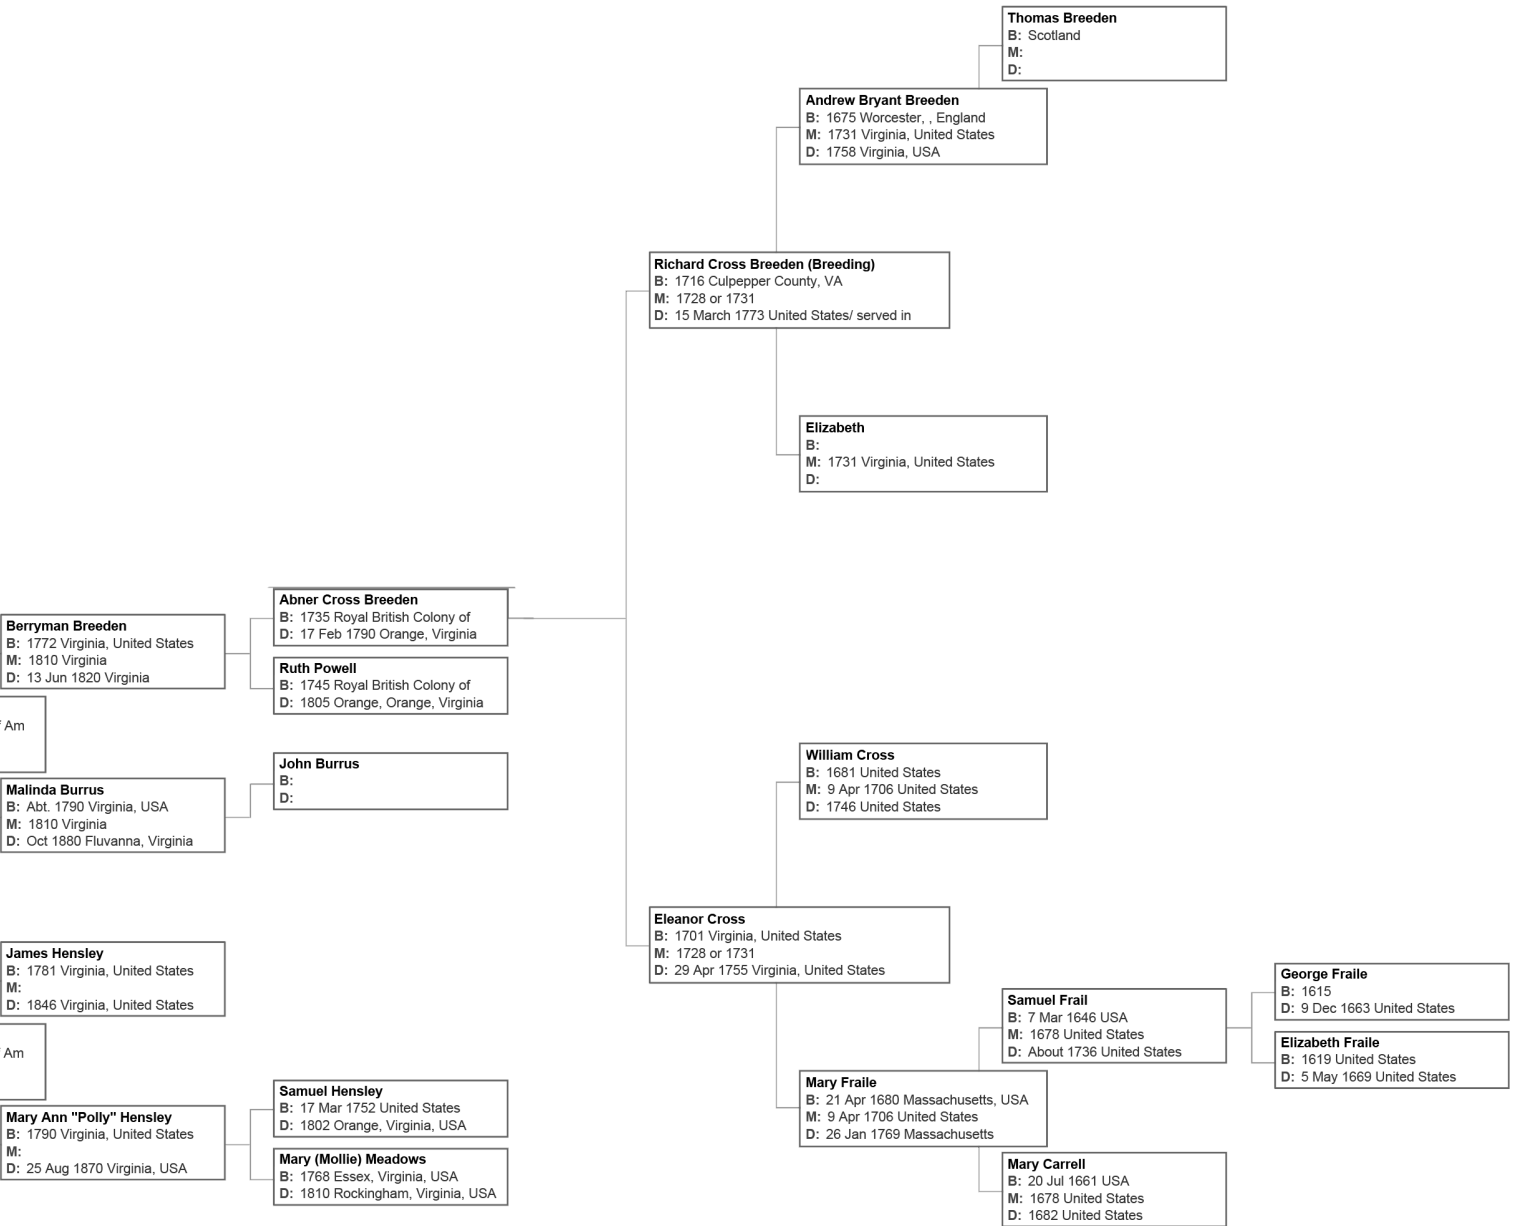 Thomas Breeden
B: Scotland
M:
D:
Andrew Bryant Breeden
B: 1675 Worcester, , England
M: 1731 Virginia, United States
D: 1758 Virginia, USA
Richard Cross Breeden (Breeding)
B: 1716 Culpepper County, VA
M: 1728 or 1731
D: 15 March 1773 United States/ served in
Elizabeth
B:
M: 1731 Virginia, United States
D:
Abner Cross Breeden
B: 1735 Royal British Colony of
D: 17 Feb 1790 Orange, Virginia
Berryman Breeden
B: 1772 Virginia, United States
M: 1810 Virginia
D: 13 Jun 1820 Virginia
Ruth Powell
B: 1745 Royal British Colony of
D: 1805 Orange, Orange, Virginia
Am
John Burrus
B:
D:
Malinda Burrus
B: Abt. 1790 Virginia, USA
M: 1810 Virginia
D: Oct 1880 Fluvanna, Virginia
William Cross
B: 1681 United States
M: 9 Apr 1706 United States
D: 1746 United States
Eleanor Cross
B: 1701 Virginia, United States
M: 1728 or 1731
D: 29 Apr 1755 Virginia, United States
James Hensley
B: 1781 Virginia, United States
M:
D: 1846 Virginia, United States
Am
George Fraile
B: 1615
D: 9 Dec 1663 United States
Samuel Frail
B: 7 Mar 1646 USA
M: 1678 United States
D: About 1736 United States
Elizabeth Fraile
B: 1619 United States
D: 5 May 1669 United States
Mary Fraile
B: 21 Apr 1680 Massachusetts, USA
M: 9 Apr 1706 United States
D: 26 Jan 1769 Massachusetts
Samuel Hensley
B: 17 Mar 1752 United States
D: 1802 Orange, Virginia, USA
Mary Ann "Polly" Hensley
B: 1790 Virginia, United States
M:
D: 25 Aug 1870 Virginia, USA
Mary (Mollie) Meadows
B: 1768 Essex, Virginia, USA
D: 1810 Rockingham, Virginia, USA
Mary Carrell
B: 20 Jul 1661 USA
M: 1678 United States
D: 1682 United States